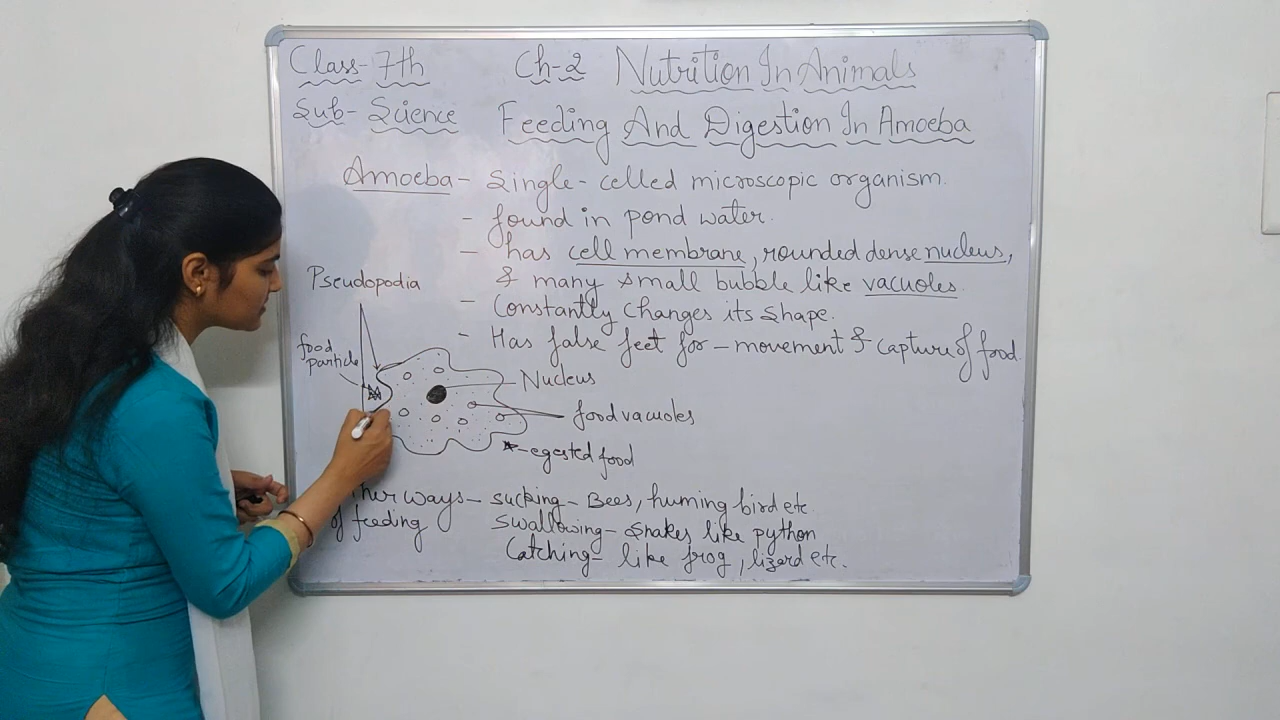 Class- 7th Ch-2 Nutrition In Animals
Sub- Science Feeding And Digestion In Amoeba
Amoeba - Single-celled microscopic organism.
- found in pond water.
- has cell membrane, rounded dense nucleus,
& many small bubble like vacuoles.
- Constantly Changes its Shape.
- Has false feet for - movement & capture of food.
Pseudopodia
food
particle
Nucleus
food vacuoles
- egested food
ways - sucking - Bees, huming bird etc
of feeding Swallowing - Snakes like python
Catching - like frog, lizard etc.